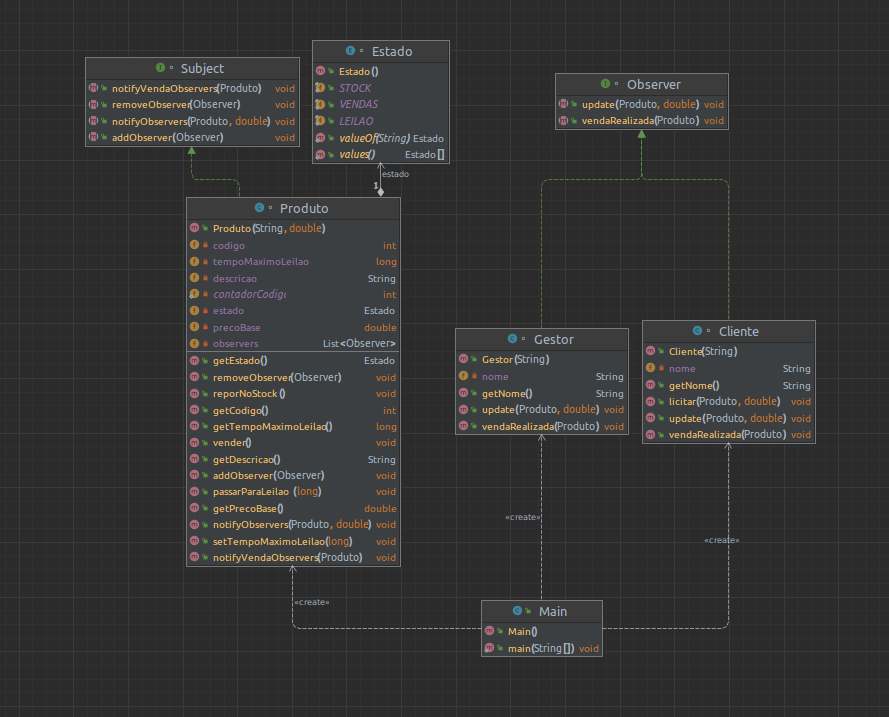 Subject
notifyVendaObservers(Produto) void
removeObserver(Observer) void
notifyObservers(Produto, double) void
addObserver(Observer) void
Estado
Estado()
STOCK
VENDAS
LEILAO
valueOf(String) Estado
values() Estado[]
Observer
update(Produto, double) void
vendaRealizada(Produto) void
estado
1
Produto
Produto(String, double)
codigo int
tempoMaximoLeilao long
descricao String
contadorCodigo int
estado Estado
precoBase double
observers List<Observer>
getEstado() Estado
removeObserver(Observer) void
reporNoStock() void
getCodigo() int
getTempoMaximoLeilao() long
vender() void
getDescricao() String
addObserver(Observer) void
passarParaLeilao (long) void
getPrecoBase() double
notifyObservers(Produto, double) void
setTempoMaximoLeilao(long) void
notifyVendaObservers(Produto) void
Gestor
Gestor(String)
nome String
getNome() String
update(Produto, double) void
vendaRealizada(Produto) void
Cliente
Cliente(String)
nome String
getNome() String
licitar(Produto, double) void
update(Produto, double) void
vendaRealizada(Produto) void
«create»
«create»
«create»
Main
Main()
main(String[]) void